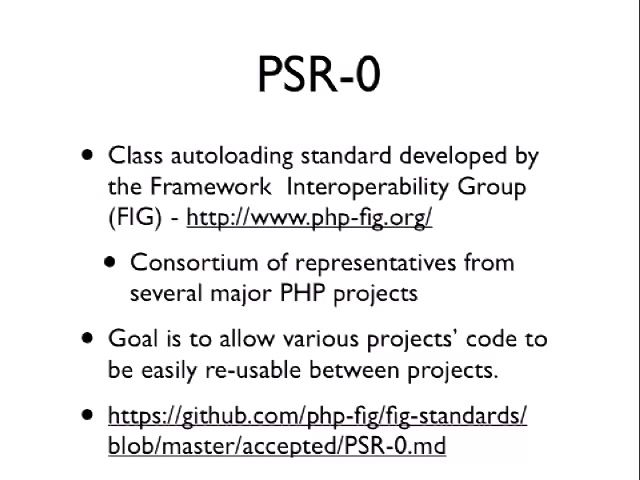 PSR-0
• Class autoloading standard developed by
the Framework  Interoperability Group
(FIG) - http://www.php-fig.org/
• Consortium of representatives from
several major PHP projects
• Goal is to allow various projects’ code to
be easily re-usable between projects.
• https://github.com/php-fig/fig-standards/
blob/master/accepted/PSR-0.md